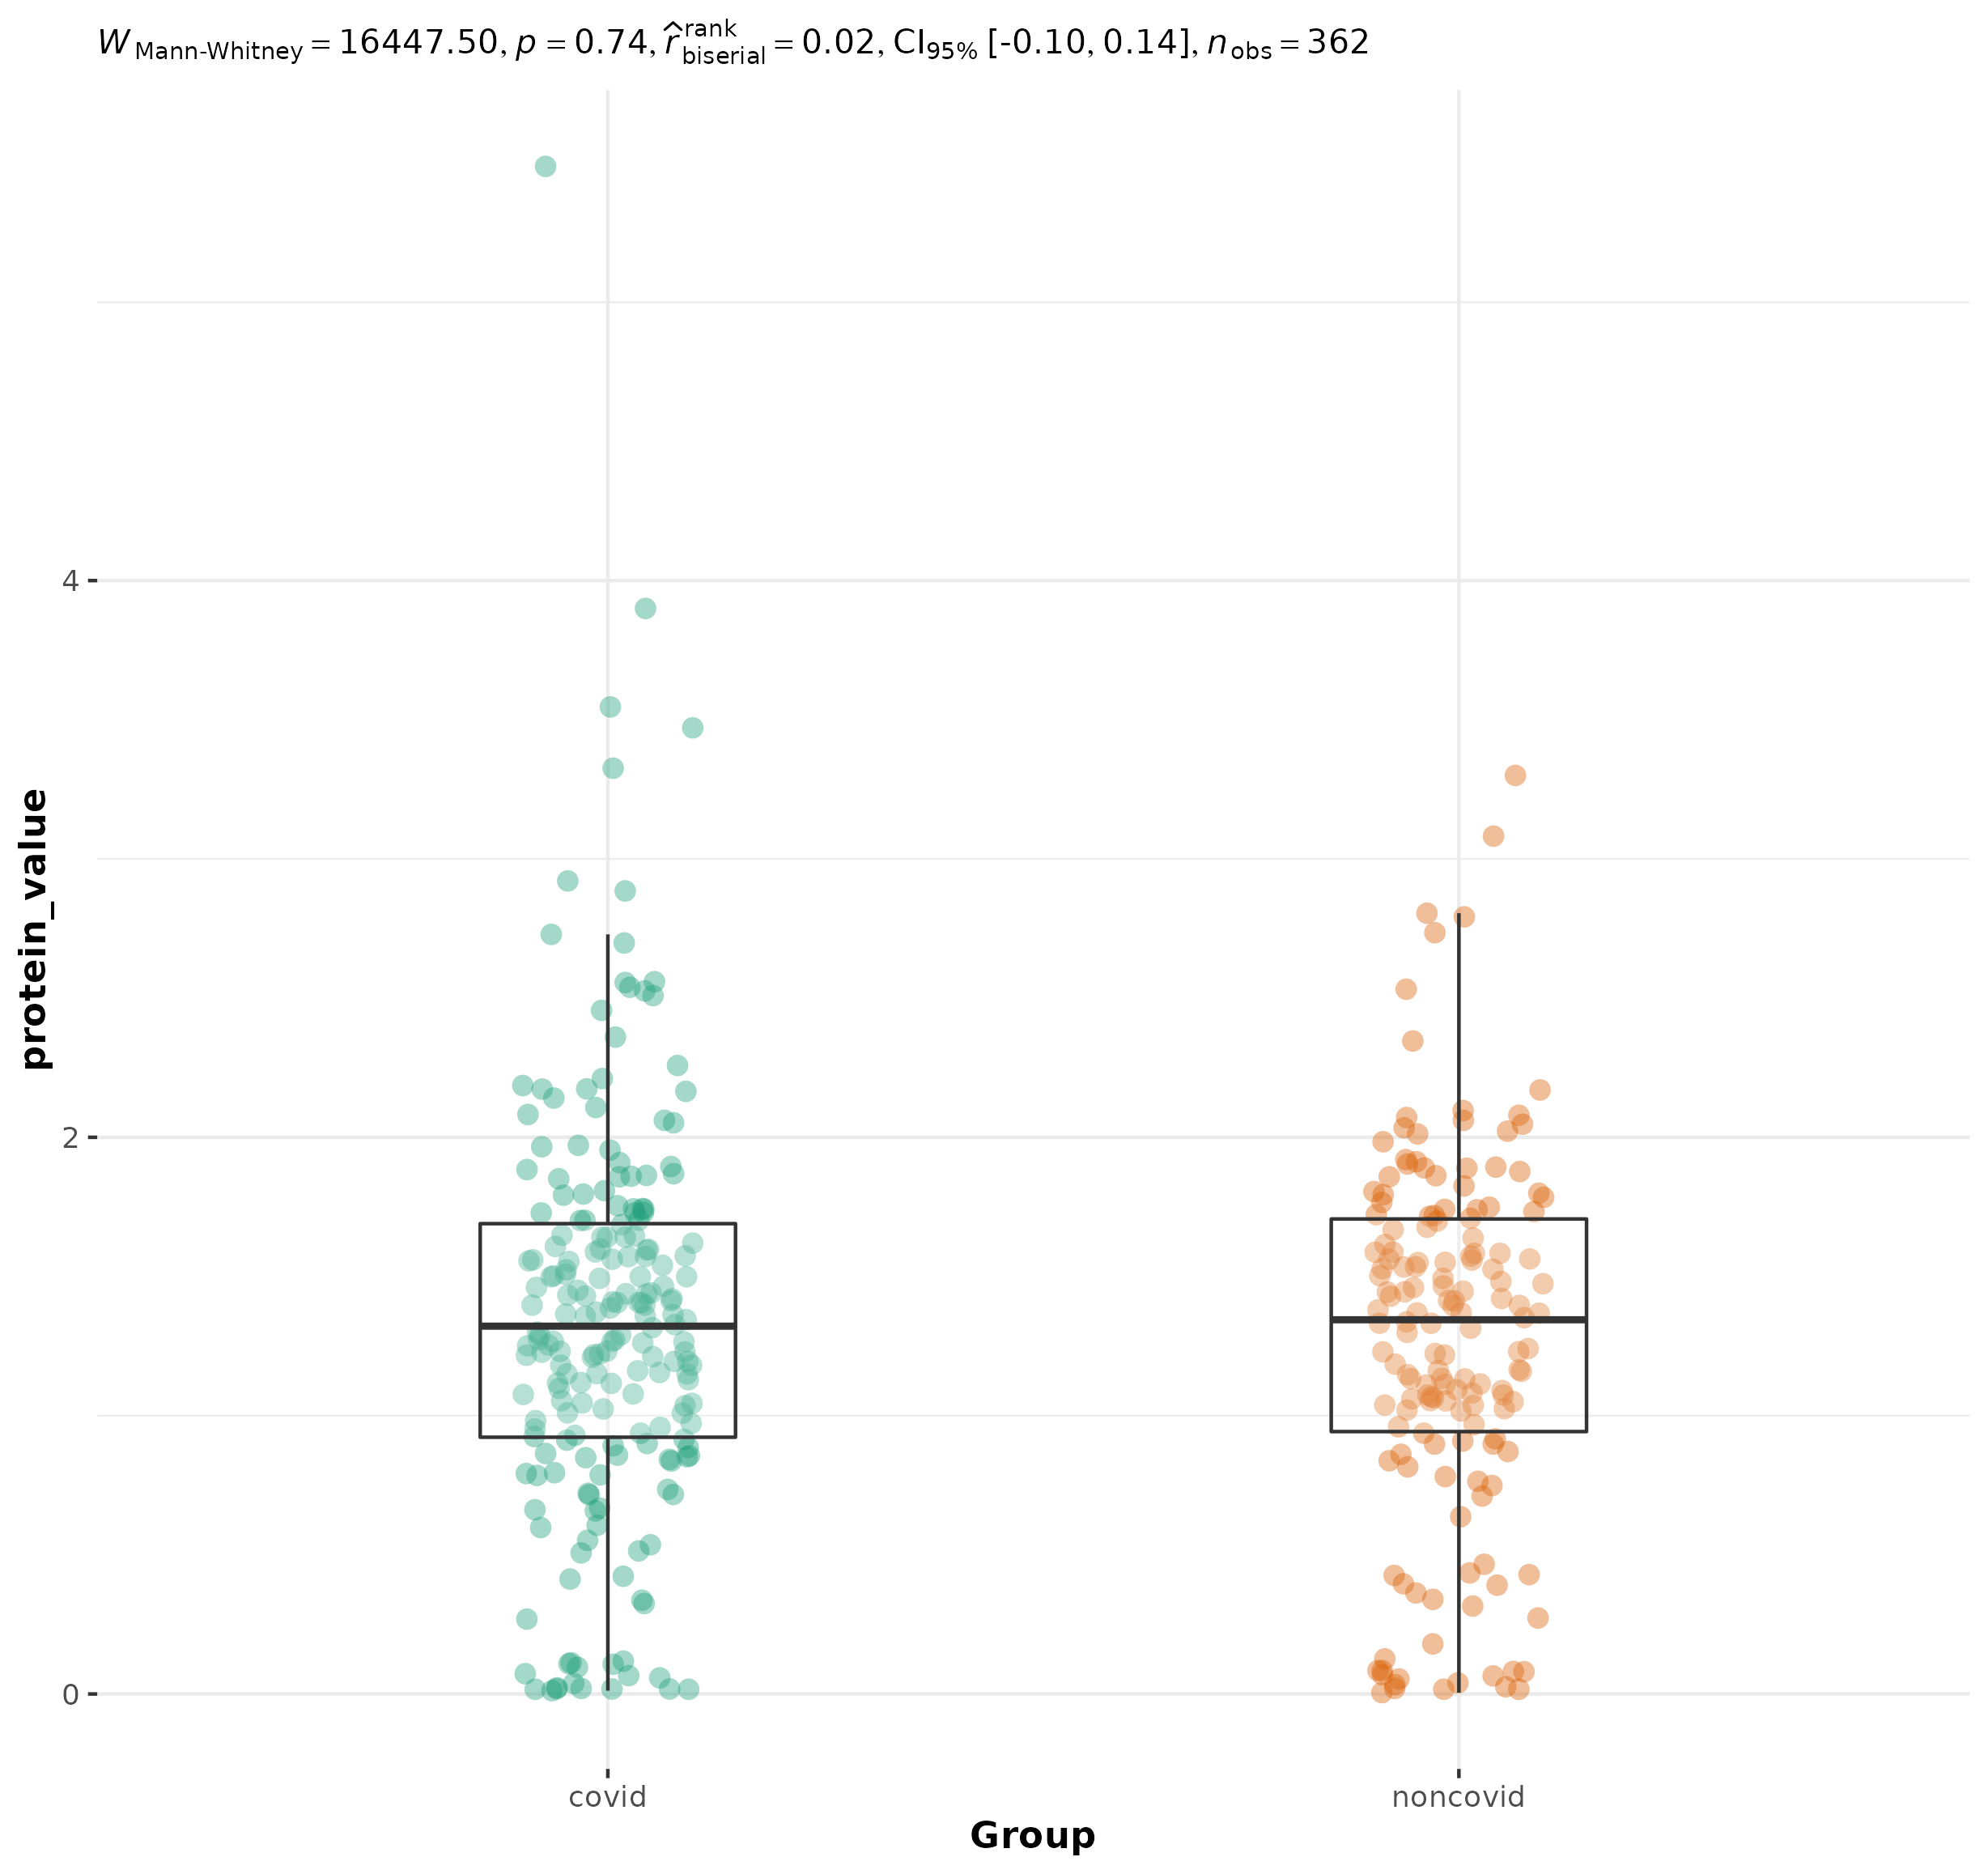 W Mann-Whitney = 16447.50, p = 0.74, r̂ rank biserial = 0.02, CI95% [-0.10, 0.14], n obs = 362
protein_value
4
2
0
covid noncovid
Group